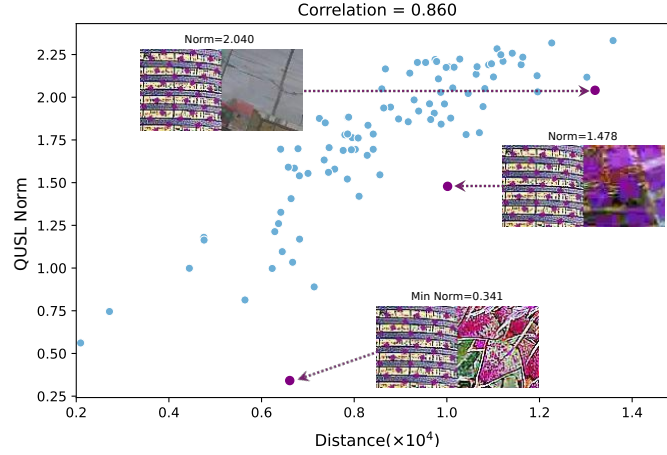 Correlation = 0.860
Norm=2.040
Norm=1.478
Min Norm=0.341
QUSL Norm
2.25
2.00
1.75
1.50
1.25
1.00
0.75
0.50
0.25
0.2 0.4 0.6 0.8 1.0 1.2 1.4
Distance(×10⁴)